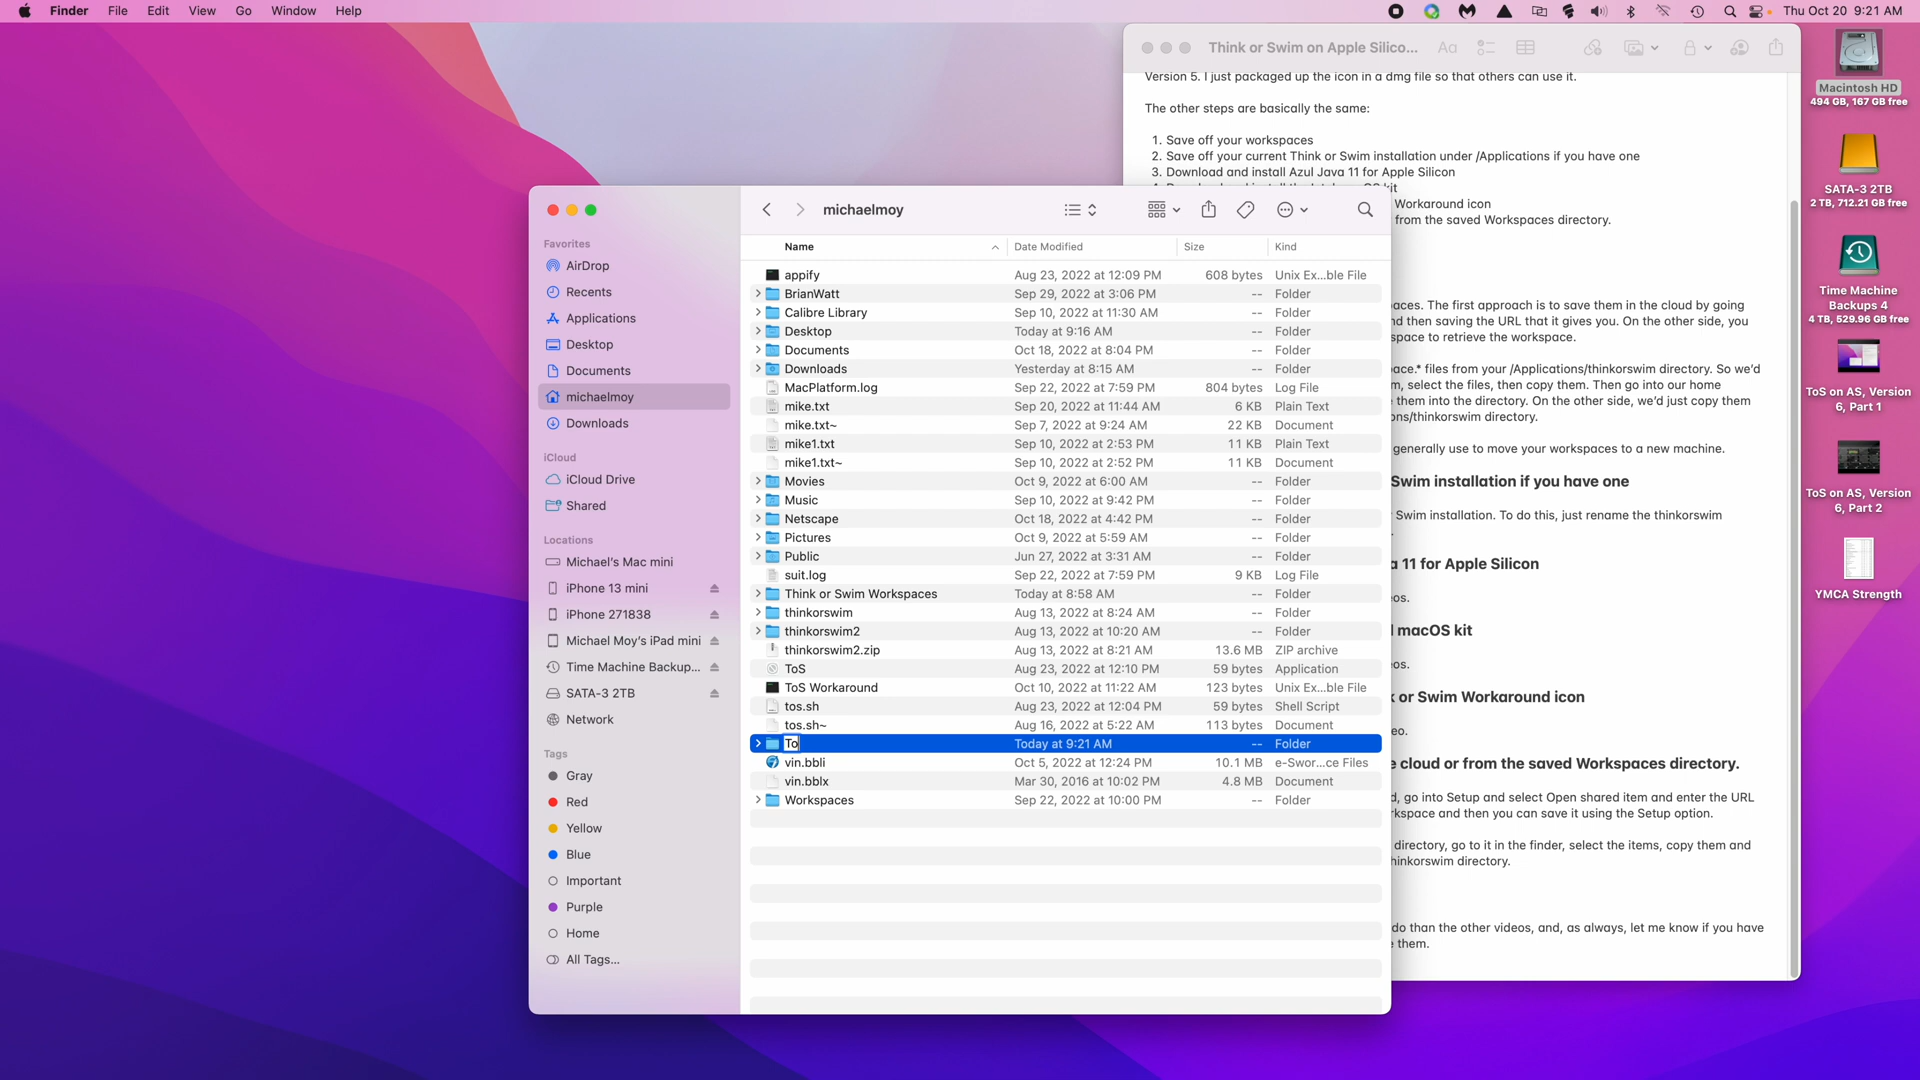 Finder File Edit View Go Window Help
Thu Oct 20 9:21 AM
Think or Swim on Apple Silico...
Version 5. I just packaged up the icon in a dmg file so that others can use it.
The other steps are basically the same:
1. Save off your workspaces
2. Save off your current Think or Swim installation under /Applications if you have one
3. Download and install Azul Java 11 for Apple Silicon
Workaround icon
from the saved Workspaces directory.
aces. The first approach is to save them in the cloud by going
d then saving the URL that it gives you. On the other side, you
space to retrieve the workspace.
ace.* files from your /Applications/thinkorswim directory. So we'd
m, select the files, then copy them. Then go into our home
them into the directory. On the other side, we'd just copy them
ons/thinkorswim directory.
generally use to move your workspaces to a new machine.
Swim installation if you have one
Swim installation. To do this, just rename the thinkorswim
a 11 for Apple Silicon
os.
macOS kit
os.
k or Swim Workaround icon
eo.
e cloud or from the saved Workspaces directory.
d, go into Setup and select Open shared item and enter the URL
rkspace and then you can save it using the Setup option.
directory, go to it in the finder, select the items, copy them and
hinkorswim directory.
do than the other videos, and, as always, let me know if you have
them.
michaelmoy
Favorites
AirDrop
Recents
Applications
Desktop
Documents
michaelmoy
Downloads
iCloud
iCloud Drive
Shared
Locations
Michael's Mac mini
iPhone 13 mini
iPhone 271838
Michael Moy's iPad mini
Time Machine Backup...
SATA-3 2TB
Network
Tags
Gray
Red
Yellow
Blue
Important
Purple
Home
All Tags...
Name Date Modified Size Kind
appify Aug 23, 2022 at 12:09 PM 608 bytes Unix Ex...ble File
BrianWatt Sep 29, 2022 at 3:06 PM -- Folder
Calibre Library Sep 10, 2022 at 11:30 AM -- Folder
Desktop Today at 9:16 AM -- Folder
Documents Oct 18, 2022 at 8:04 PM -- Folder
Downloads Yesterday at 8:15 AM -- Folder
MacPlatform.log Sep 22, 2022 at 7:59 PM 804 bytes Log File
mike.txt Sep 20, 2022 at 11:44 AM 6 KB Plain Text
mike.txt~ Sep 7, 2022 at 9:24 AM 22 KB Document
mike1.txt Sep 10, 2022 at 2:53 PM 11 KB Plain Text
mike1.txt~ Sep 10, 2022 at 2:52 PM 11 KB Document
Movies Oct 9, 2022 at 6:00 AM -- Folder
Music Sep 10, 2022 at 9:42 PM -- Folder
Netscape Oct 18, 2022 at 4:42 PM -- Folder
Pictures Oct 9, 2022 at 5:59 AM -- Folder
Public Jun 27, 2022 at 3:31 AM -- Folder
suit.log Sep 22, 2022 at 7:59 PM 9 KB Log File
Think or Swim Workspaces Today at 8:58 AM -- Folder
thinkorswim Aug 13, 2022 at 8:24 AM -- Folder
thinkorswim2 Aug 13, 2022 at 10:20 AM -- Folder
thinkorswim2.zip Aug 13, 2022 at 8:21 AM 13.6 MB ZIP archive
ToS Aug 23, 2022 at 12:10 PM 59 bytes Application
ToS Workaround Oct 10, 2022 at 11:22 AM 123 bytes Unix Ex...ble File
tos.sh Aug 23, 2022 at 12:04 PM 59 bytes Shell Script
tos.sh~ Aug 16, 2022 at 5:22 AM 113 bytes Document
To Today at 9:21 AM -- Folder
vin.bbli Oct 5, 2022 at 12:24 PM 10.1 MB e-Swor...ce Files
vin.bblx Mar 30, 2016 at 10:02 PM 4.8 MB Document
Workspaces Sep 22, 2022 at 10:00 PM -- Folder
Macintosh HD
494 GB, 167 GB free
SATA-3 2TB
2 TB, 712.21 GB free
Time Machine
Backups 4
4 TB, 529.96 GB free
ToS on AS, Version
6, Part 1
ToS on AS, Version
6, Part 2
YMCA Strength